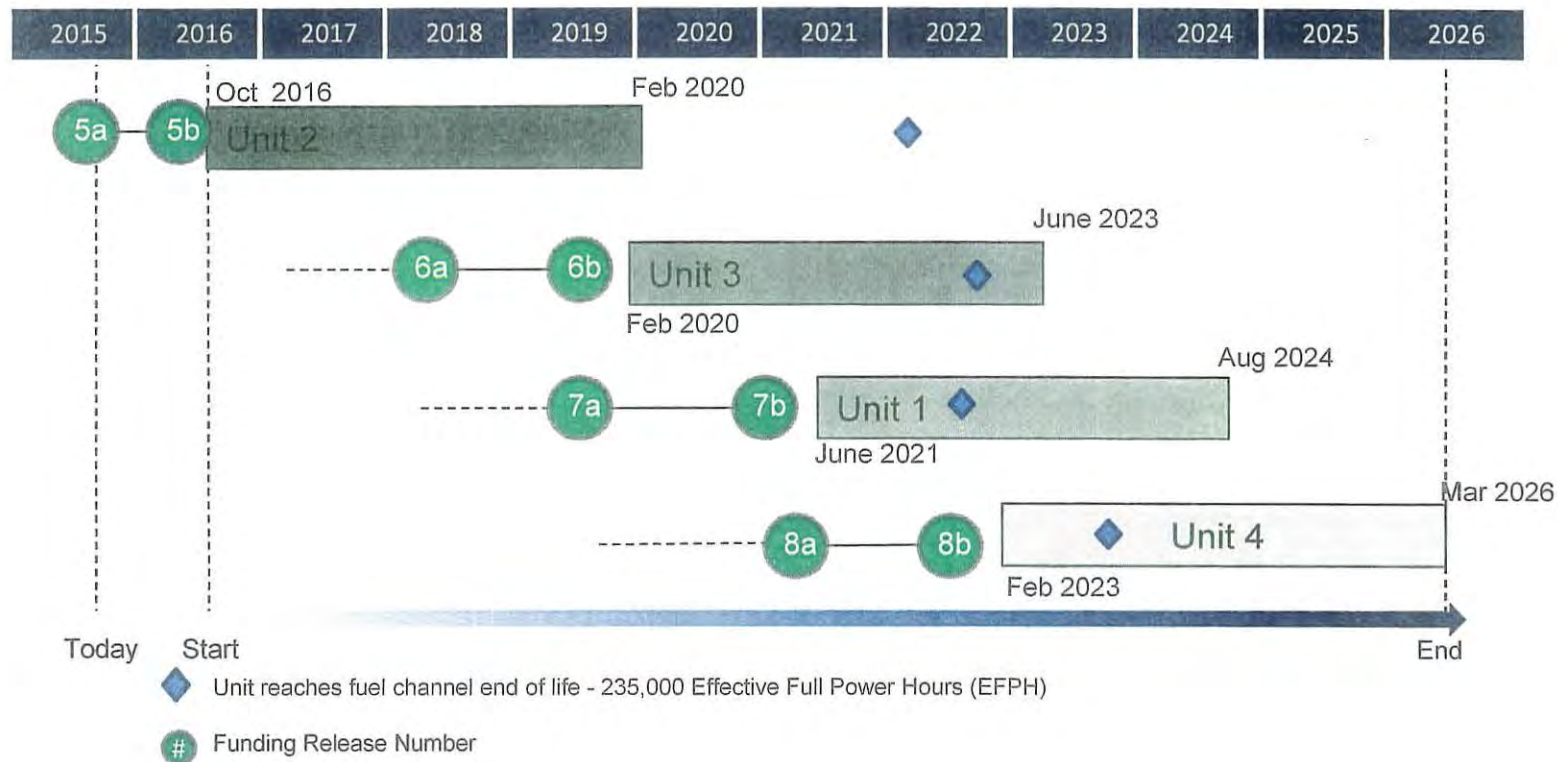 2015 2016 2017 2018 2019 2020 2021 2022 2023 2024 2025 2026
Oct 2016
Feb 2020
5a 5b Unit 2
June 2023
6a 6b Unit 3
Feb 2020
Aug 2024
7a 7b Unit 1
June 2021
Mar 2026
8a 8b Unit 4
Feb 2023
Today Start End
Unit reaches fuel channel end of life - 235,000 Effective Full Power Hours (EFPH)
# Funding Release Number